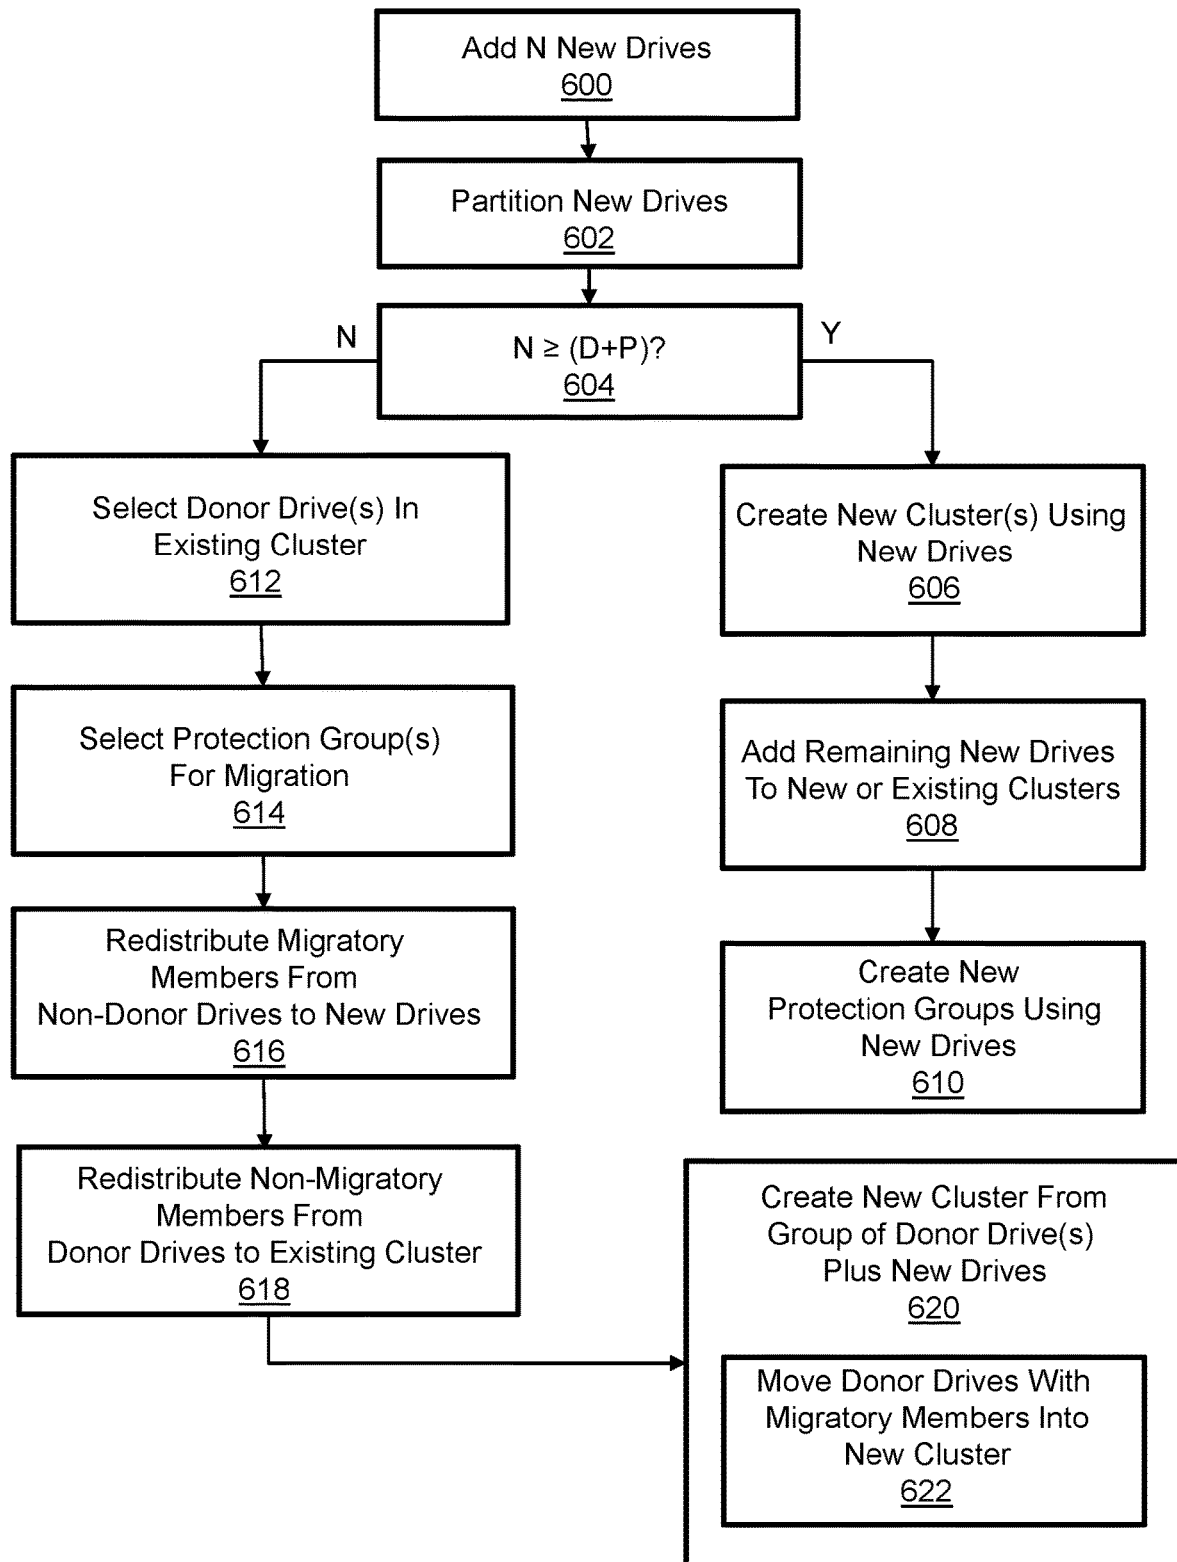 Add N New Drives
600
Partition New Drives
602
N
N ≥ (D+P)?
604
Y
Select Donor Drive(s) In
Existing Cluster
612
Create New Cluster(s) Using
New Drives
606
Select Protection Group(s)
For Migration
614
Add Remaining New Drives
To New or Existing Clusters
608
Redistribute Migratory
Members From
Non-Donor Drives to New Drives
616
Create New
Protection Groups Using
New Drives
610
Redistribute Non-Migratory
Members From
Donor Drives to Existing Cluster
618
Create New Cluster From
Group of Donor Drive(s)
Plus New Drives
620
Move Donor Drives With
Migratory Members Into
New Cluster
622